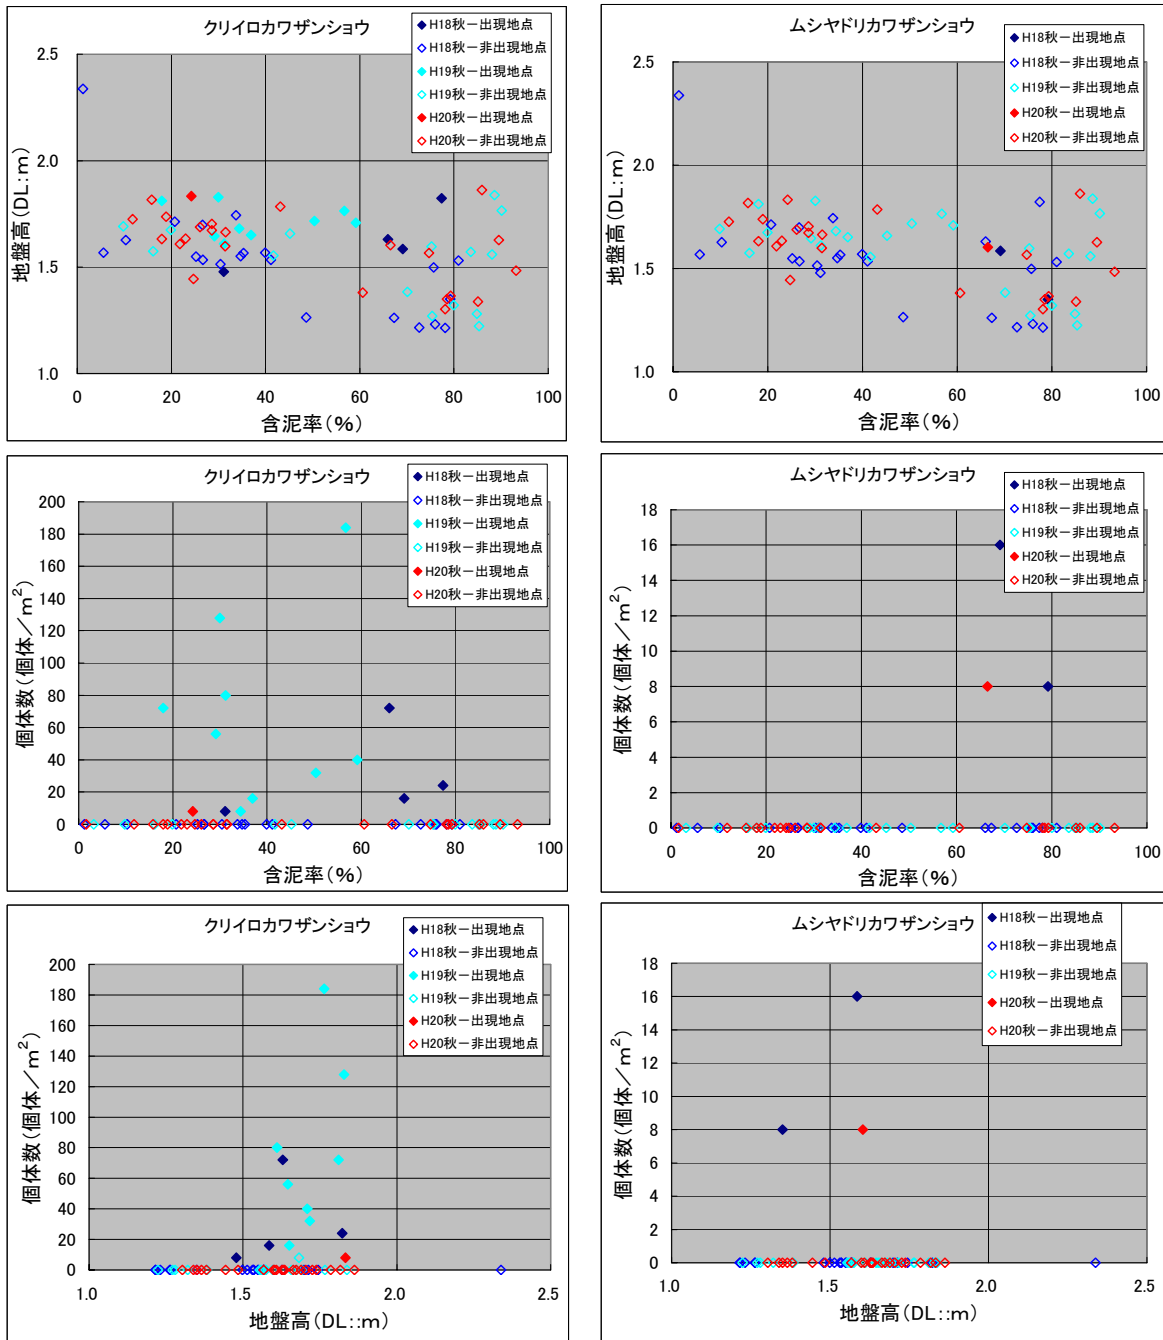 クリイロカワザンショウ
H18秋－出現地点
H18秋－非出現地点
H19秋－出現地点
H19秋－非出現地点
H20秋－出現地点
H20秋－非出現地点
2.5
2.0
1.5
1.0
地盤高(DL:m)
0 20 40 60 80 100
含泥率(%)
ムシヤドリカワザンショウ
H18秋－出現地点
H18秋－非出現地点
H19秋－非出現地点
H20秋－出現地点
H20秋－非出現地点
2.5
2.0
1.5
1.0
地盤高(DL:m)
0 20 40 60 80 100
含泥率(%)
クリイロカワザンショウ
H18秋－出現地点
H18秋－非出現地点
H19秋－出現地点
H19秋－非出現地点
H20秋－出現地点
H20秋－非出現地点
200
180
160
140
120
100
80
60
40
20
0
個体数(個体/m²)
0 20 40 60 80 100
含泥率(%)
ムシヤドリカワザンショウ
H18秋－出現地点
H18秋－非出現地点
H19秋－非出現地点
H20秋－出現地点
H20秋－非出現地点
18
16
14
12
10
8
6
4
2
0
個体数(個体/m²)
0 20 40 60 80 100
含泥率(%)
クリイロカワザンショウ
H18秋－出現地点
H18秋－非出現地点
H19秋－出現地点
H19秋－非出現地点
H20秋－出現地点
H20秋－非出現地点
200
180
160
140
120
100
80
60
40
20
0
個体数(個体/m²)
1.0 1.5 2.0 2.5
地盤高(DL::m)
ムシヤドリカワザンショウ
H18秋－出現地点
H18秋－非出現地点
H19秋－非出現地点
H20秋－出現地点
H20秋－非出現地点
18
16
14
12
10
8
6
4
2
0
個体数(個体/m²)
1.0 1.5 2.0 2.5
地盤高(DL::m)